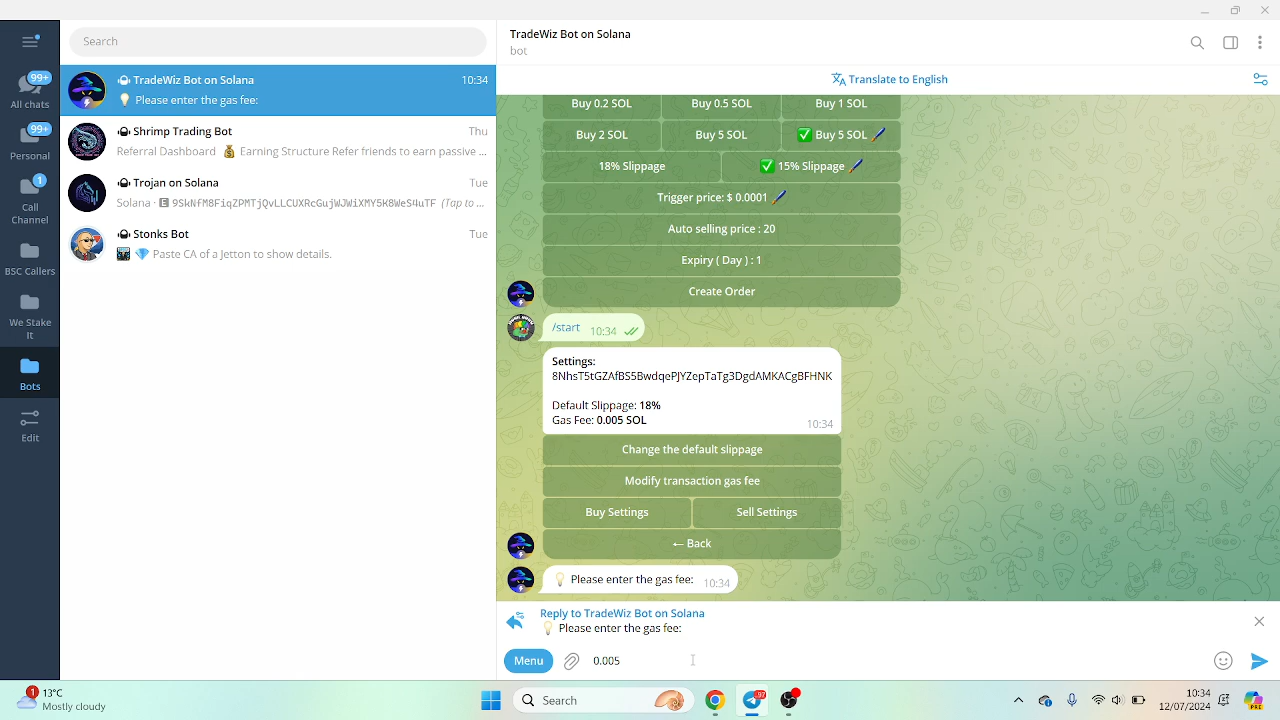 Search
TradeWiz Bot on Solana
bot
All chats
99+
Personal
99+
Call
Channel
1
BSC Callers
We Stake
It
Bots
Edit
TradeWiz Bot on Solana 10:34
Please enter the gas fee:
Shrimp Trading Bot Thu
Referral Dashboard 💰 Earning Structure Refer friends to earn passive ...
Trojan on Solana Tue
Solana · E 9SkNfM8FiqZPMTjQvLLCUXRcGujWJWiXMY5K8WeS4uTF (Tap to ...
Stonks Bot Tue
Paste CA of a Jetton to show details.
Translate to English
Buy 0.2 SOL Buy 0.5 SOL Buy 1 SOL
Buy 2 SOL Buy 5 SOL ✅ Buy 5 SOL 🖌
18% Slippage ✅ 15% Slippage 🖌
Trigger price: $ 0.0001 🖌
Auto selling price : 20
Expiry ( Day ) : 1
Create Order
/start 10:34
Settings:
8NhsT5tGZAfBS5BwdqePJYZepTaTg3DgdAMKACgBFHNK
Default Slippage: 18%
Gas Fee: 0.005 SOL
10:34
Change the default slippage
Modify transaction gas fee
Buy Settings Sell Settings
← Back
💡 Please enter the gas fee: 10:34
Reply to TradeWiz Bot on Solana
💡 Please enter the gas fee:
Menu 0.005
1 13°C
Mostly cloudy
Search
97
10:34
12/07/2024
PRE